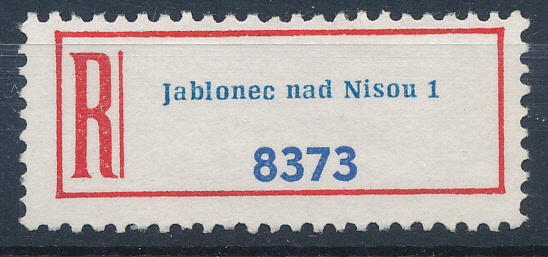 R
Jablonec nad Nisou 1
8373